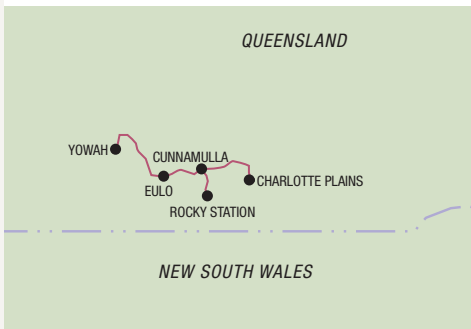 QUEENSLAND
YOWAH
CUNNAMULLA
EULO
CHARLOTTE PLAINS
ROCKY STATION
NEW SOUTH WALES